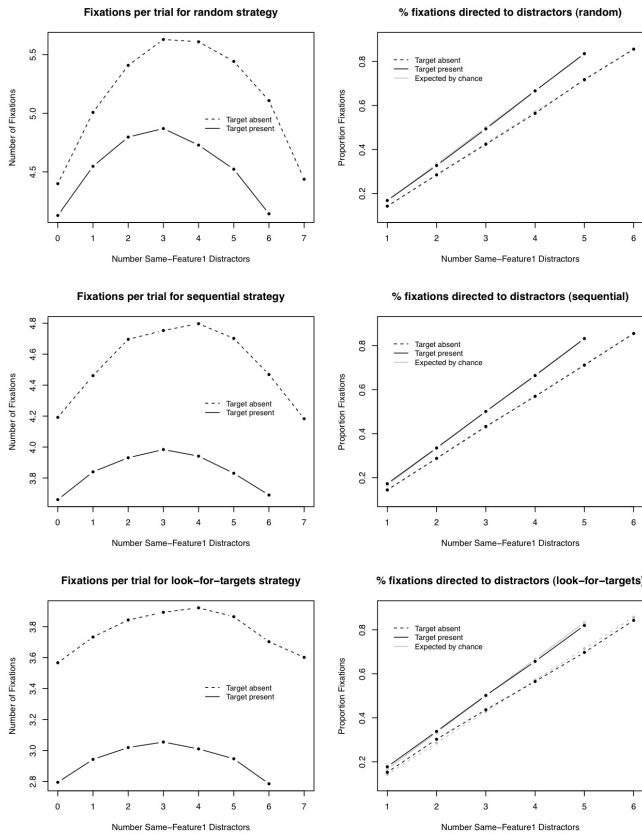 Fixations per trial for random strategy
Number of Fixations
4.5 5.0 5.5
Target absent
Target present
0 1 2 3 4 5 6 7
Number Same−Feature1 Distractors
% fixations directed to distractors (random)
Proportion Fixations
0.2 0.4 0.6 0.8
Target absent
Target present
Expected by chance
1 2 3 4 5 6
Number Same−Feature1 Distractors
Fixations per trial for sequential strategy
Number of Fixations
3.8 4.0 4.2 4.4 4.6 4.8
Target absent
Target present
0 1 2 3 4 5 6 7
Number Same−Feature1 Distractors
% fixations directed to distractors (sequential)
Proportion Fixations
0.2 0.4 0.6 0.8
Target absent
Target present
Expected by chance
1 2 3 4 5 6
Number Same−Feature1 Distractors
Fixations per trial for look−for−targets strategy
Number of Fixations
2.8 3.0 3.2 3.4 3.6 3.8
Target absent
Target present
0 1 2 3 4 5 6 7
Number Same−Feature1 Distractors
% fixations directed to distractors (look−for−targets)
Proportion Fixations
0.2 0.4 0.6 0.8
Target absent
Target present
Expected by chance
1 2 3 4 5 6
Number Same−Feature1 Distractors